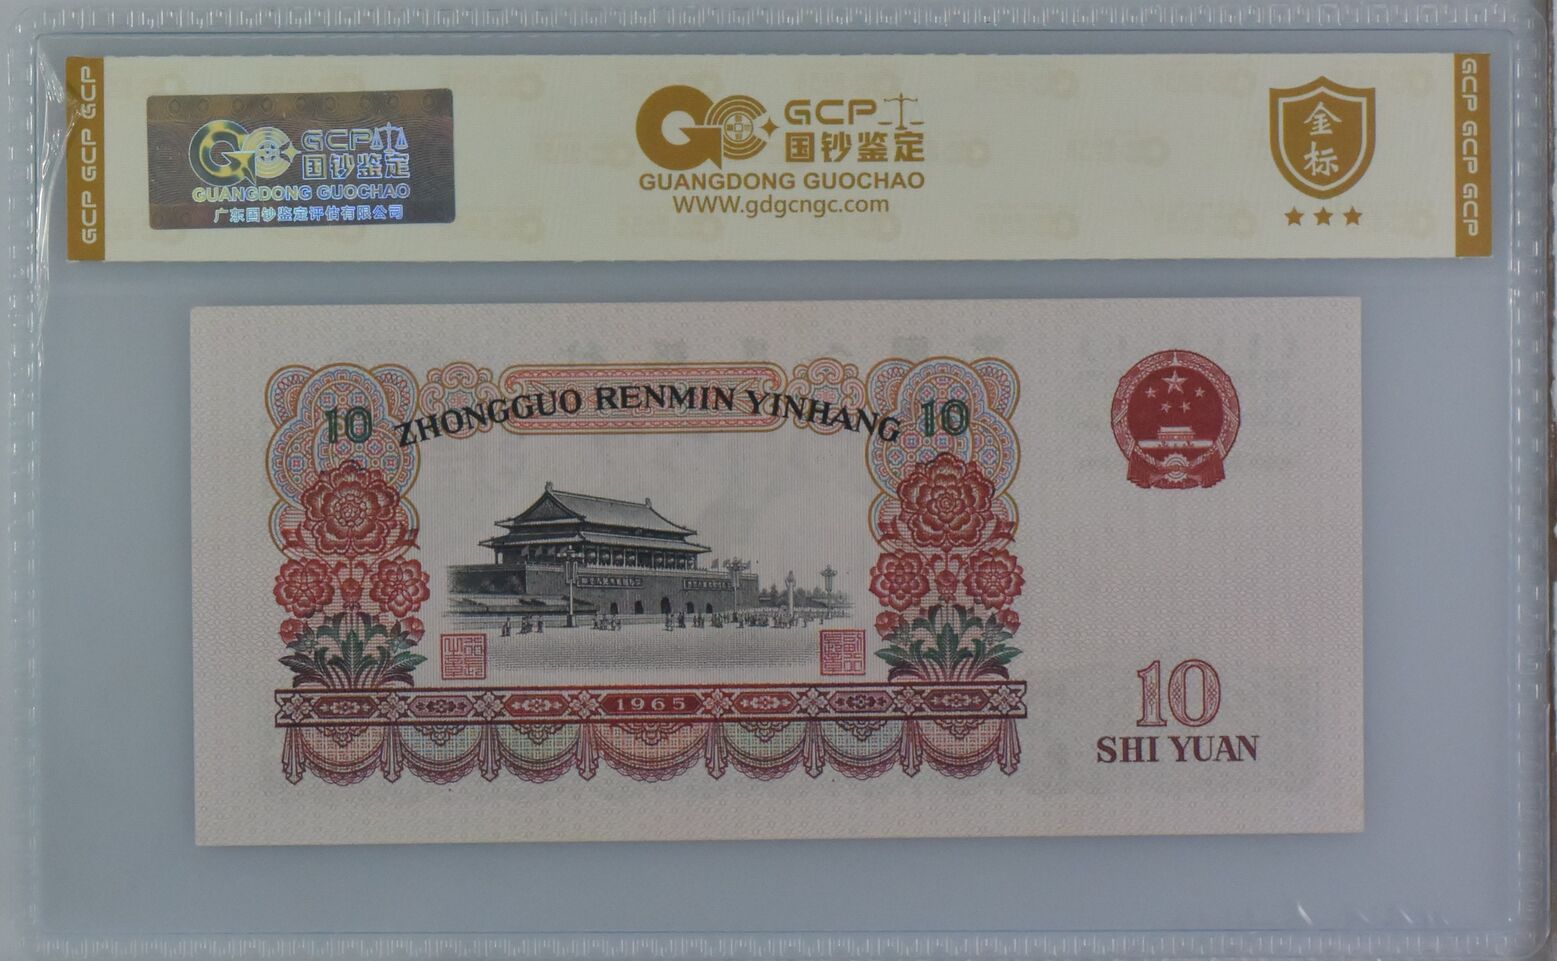 GCP GCP GCP
GCP
国钞鉴定
GUANGDONG GUOCHAO
广东国钞鉴定评估有限公司
GC
GCP
国钞鉴定
GUANGDONG GUOCHAO
WWW.gdgcngc.com
金标
GCP GCP GCP
10 ZHONGGUO RENMIN YINHANG 10
1965
10
SHI YUAN